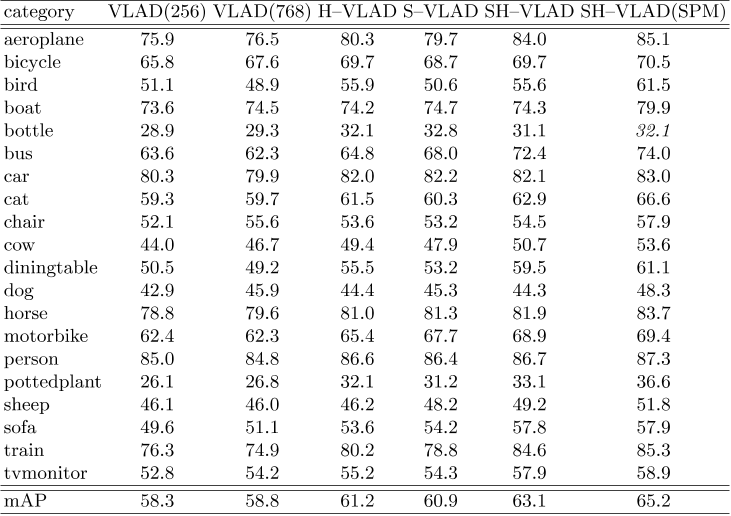 category VLAD(256) VLAD(768) H–VLAD S–VLAD SH–VLAD SH–VLAD(SPM)
aeroplane 75.9 76.5 80.3 79.7 84.0 85.1
bicycle 65.8 67.6 69.7 68.7 69.7 70.5
bird 51.1 48.9 55.9 50.6 55.6 61.5
boat 73.6 74.5 74.2 74.7 74.3 79.9
bottle 28.9 29.3 32.1 32.8 31.1 32.1
bus 63.6 62.3 64.8 68.0 72.4 74.0
car 80.3 79.9 82.0 82.2 82.1 83.0
cat 59.3 59.7 61.5 60.3 62.9 66.6
chair 52.1 55.6 53.6 53.2 54.5 57.9
cow 44.0 46.7 49.4 47.9 50.7 53.6
diningtable 50.5 49.2 55.5 53.2 59.5 61.1
dog 42.9 45.9 44.4 45.3 44.3 48.3
horse 78.8 79.6 81.0 81.3 81.9 83.7
motorbike 62.4 62.3 65.4 67.7 68.9 69.4
person 85.0 84.8 86.6 86.4 86.7 87.3
pottedplant 26.1 26.8 32.1 31.2 33.1 36.6
sheep 46.1 46.0 46.2 48.2 49.2 51.8
sofa 49.6 51.1 53.6 54.2 57.8 57.9
train 76.3 74.9 80.2 78.8 84.6 85.3
tvmonitor 52.8 54.2 55.2 54.3 57.9 58.9
mAP 58.3 58.8 61.2 60.9 63.1 65.2